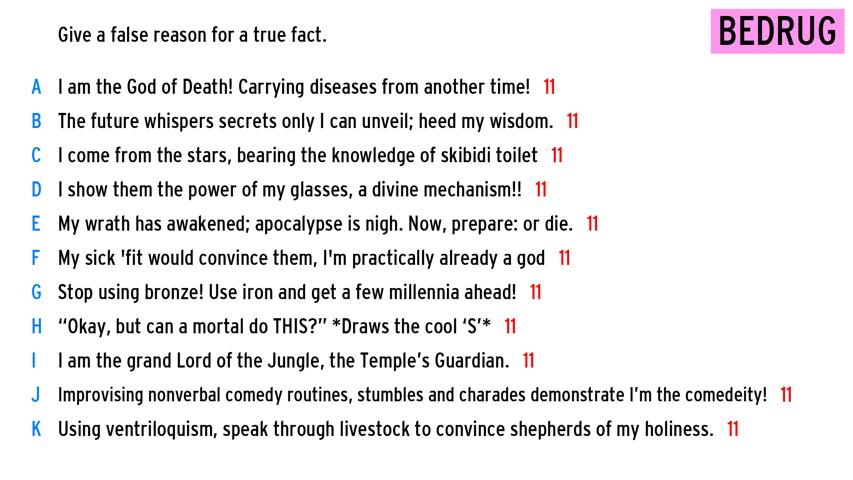 Give a false reason for a true fact.
BEDRUG
A I am the God of Death! Carrying diseases from another time! 11
B The future whispers secrets only I can unveil; heed my wisdom. 11
C I come from the stars, bearing the knowledge of skibidi toilet 11
D I show them the power of my glasses, a divine mechanism!! 11
E My wrath has awakened; apocalypse is nigh. Now, prepare: or die. 11
F My sick 'fit would convince them, I'm practically already a god 11
G Stop using bronze! Use iron and get a few millennia ahead! 11
H “Okay, but can a mortal do THIS?” *Draws the cool ‘S’* 11
I I am the grand Lord of the Jungle, the Temple’s Guardian. 11
J Improvising nonverbal comedy routines, stumbles and charades demonstrate I’m the comedeity! 11
K Using ventriloquism, speak through livestock to convince shepherds of my holiness. 11